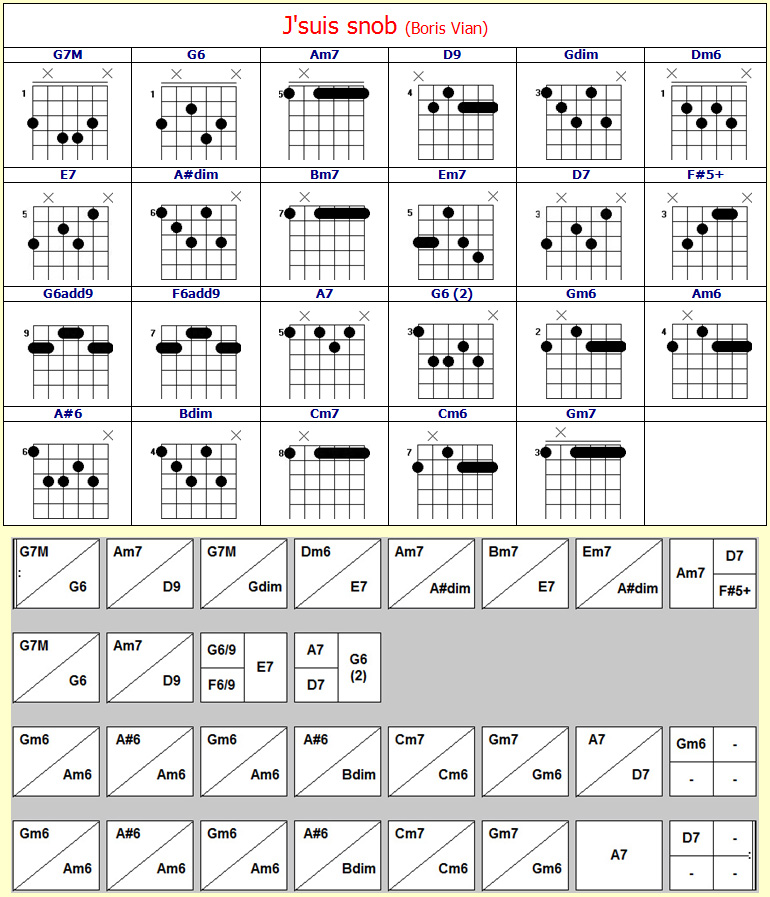 J'suis snob (Boris Vian)
G7M G6 Am7 D9 Gdim Dm6
1 1 5 4 3 1
E7 A#dim Bm7 Em7 D7 F#5+
5 6 7 5 3 3
G6add9 F6add9 A7 G6 (2) Gm6 Am6
9 7 5 3 2 4
A#6 Bdim Cm7 Cm6 Gm7
6 4 8 7 3
G7M Am7 G7M Dm6 Am7 Bm7 Em7 D7
: Am7
G6 D9 Gdim E7 A#dim E7 A#dim F#5+
G7M Am7 G6/9 A7
E7 G6
(2)
G6 D9 F6/9 D7
Gm6 A#6 Gm6 A#6 Cm7 Gm7 A7 Gm6 -
Am6 Am6 Am6 Bdim Cm6 Gm6 D7 - -
Gm6 A#6 Gm6 A#6 Cm7 Gm7 D7 -
A7 :
Am6 Am6 Am6 Bdim Cm6 Gm6 - -